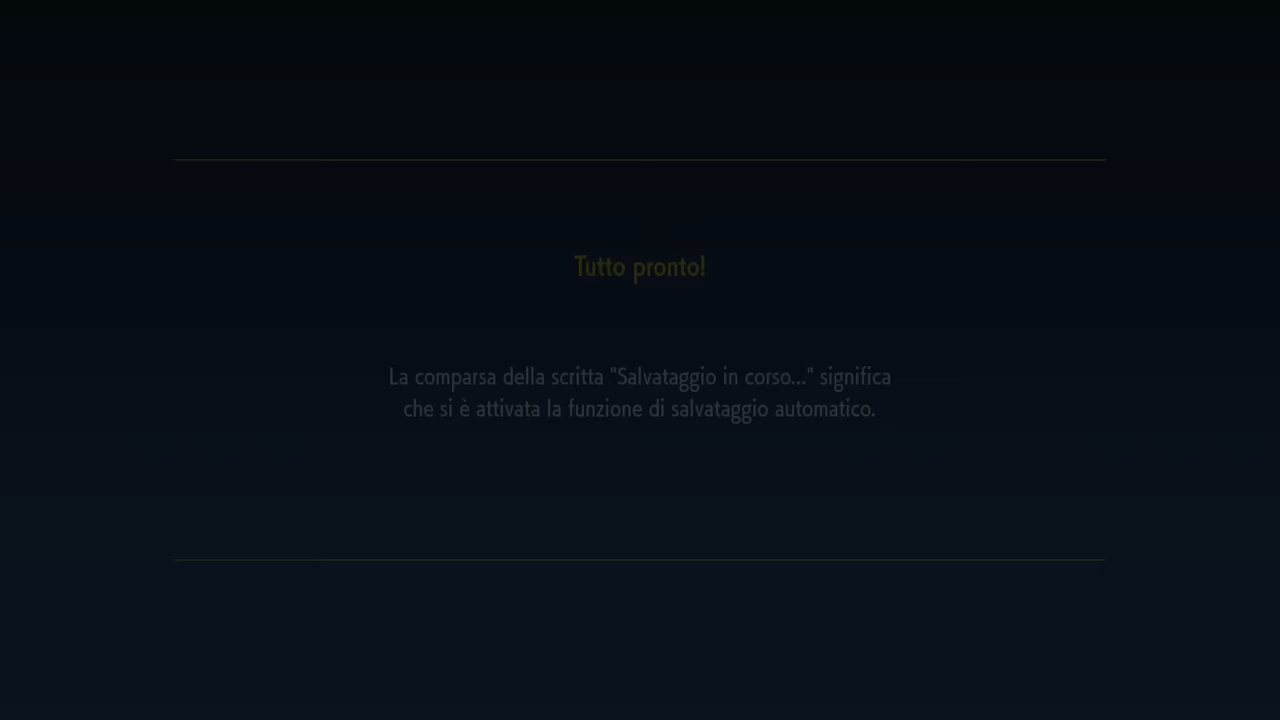 Tutto pronto!
La comparsa della scritta "Salvataggio in corso..." significa
che si è attivata la funzione di salvataggio automatico.